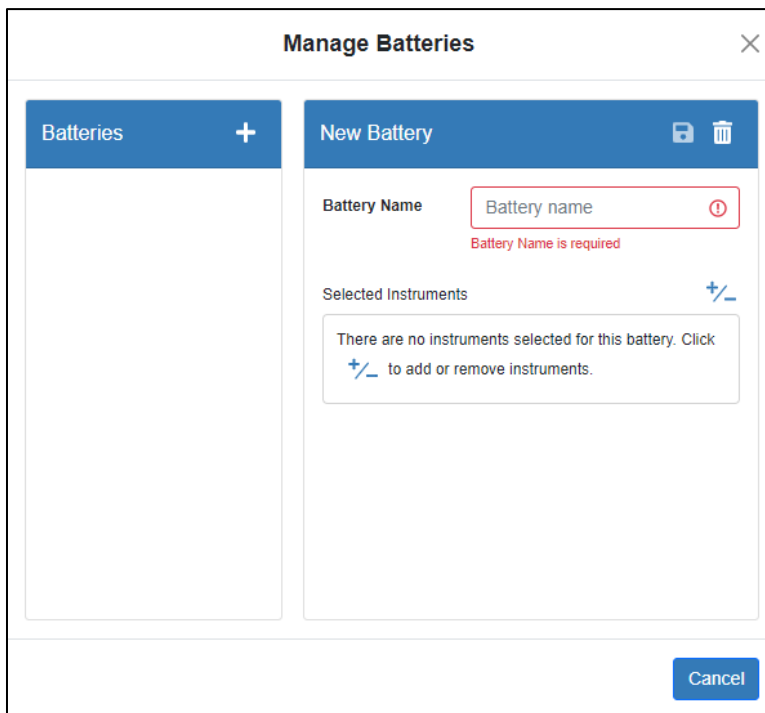 Manage Batteries
Batteries
New Battery
Battery Name
Battery name
Battery Name is required
Selected Instruments
+/−
There are no instruments selected for this battery. Click
+/− to add or remove instruments.
Cancel